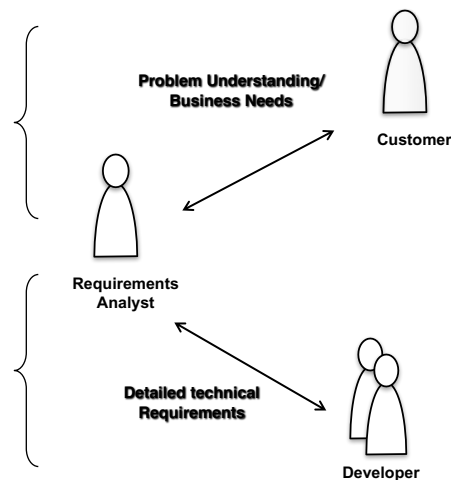 Problem Understanding/
Business Needs
Customer
Requirements
Analyst
Detailed technical
Requirements
Developer